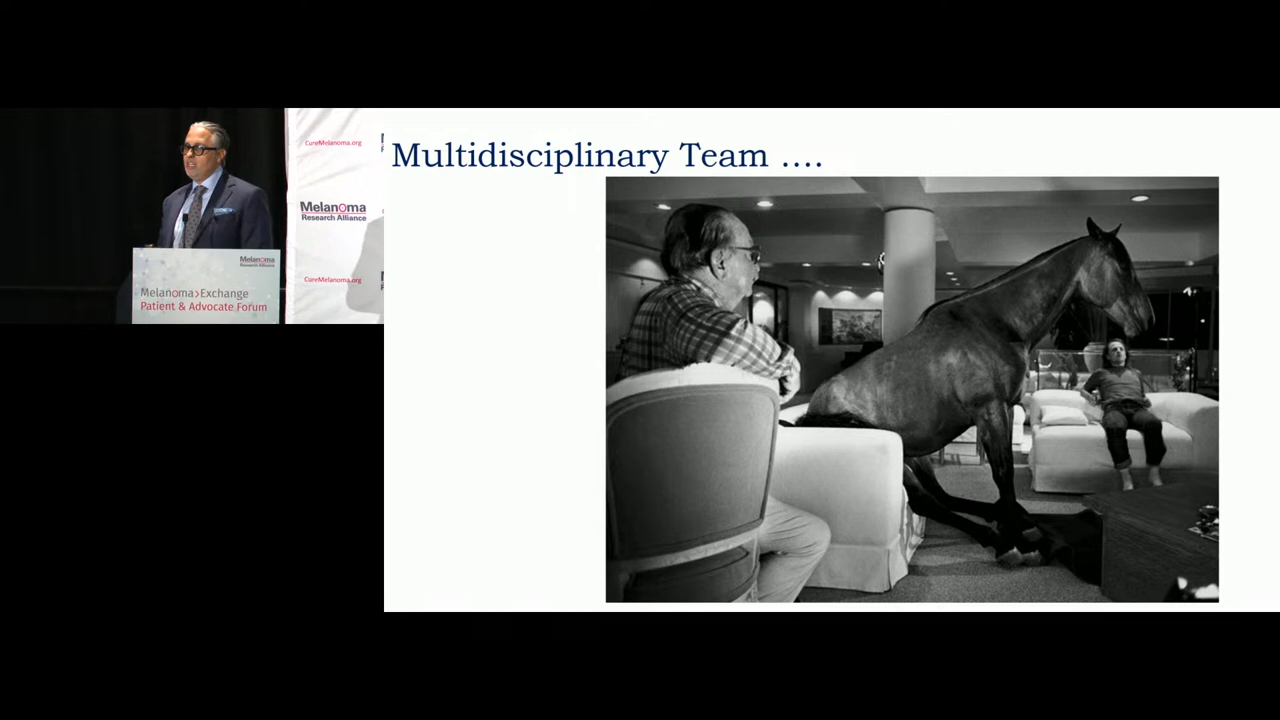 CureMelanoma.org
Melanoma
Research Alliance
CureMelanoma.org
Melanoma
Research Alliance
Melanoma>Exchange
Patient & Advocate Forum
Multidisciplinary Team ....